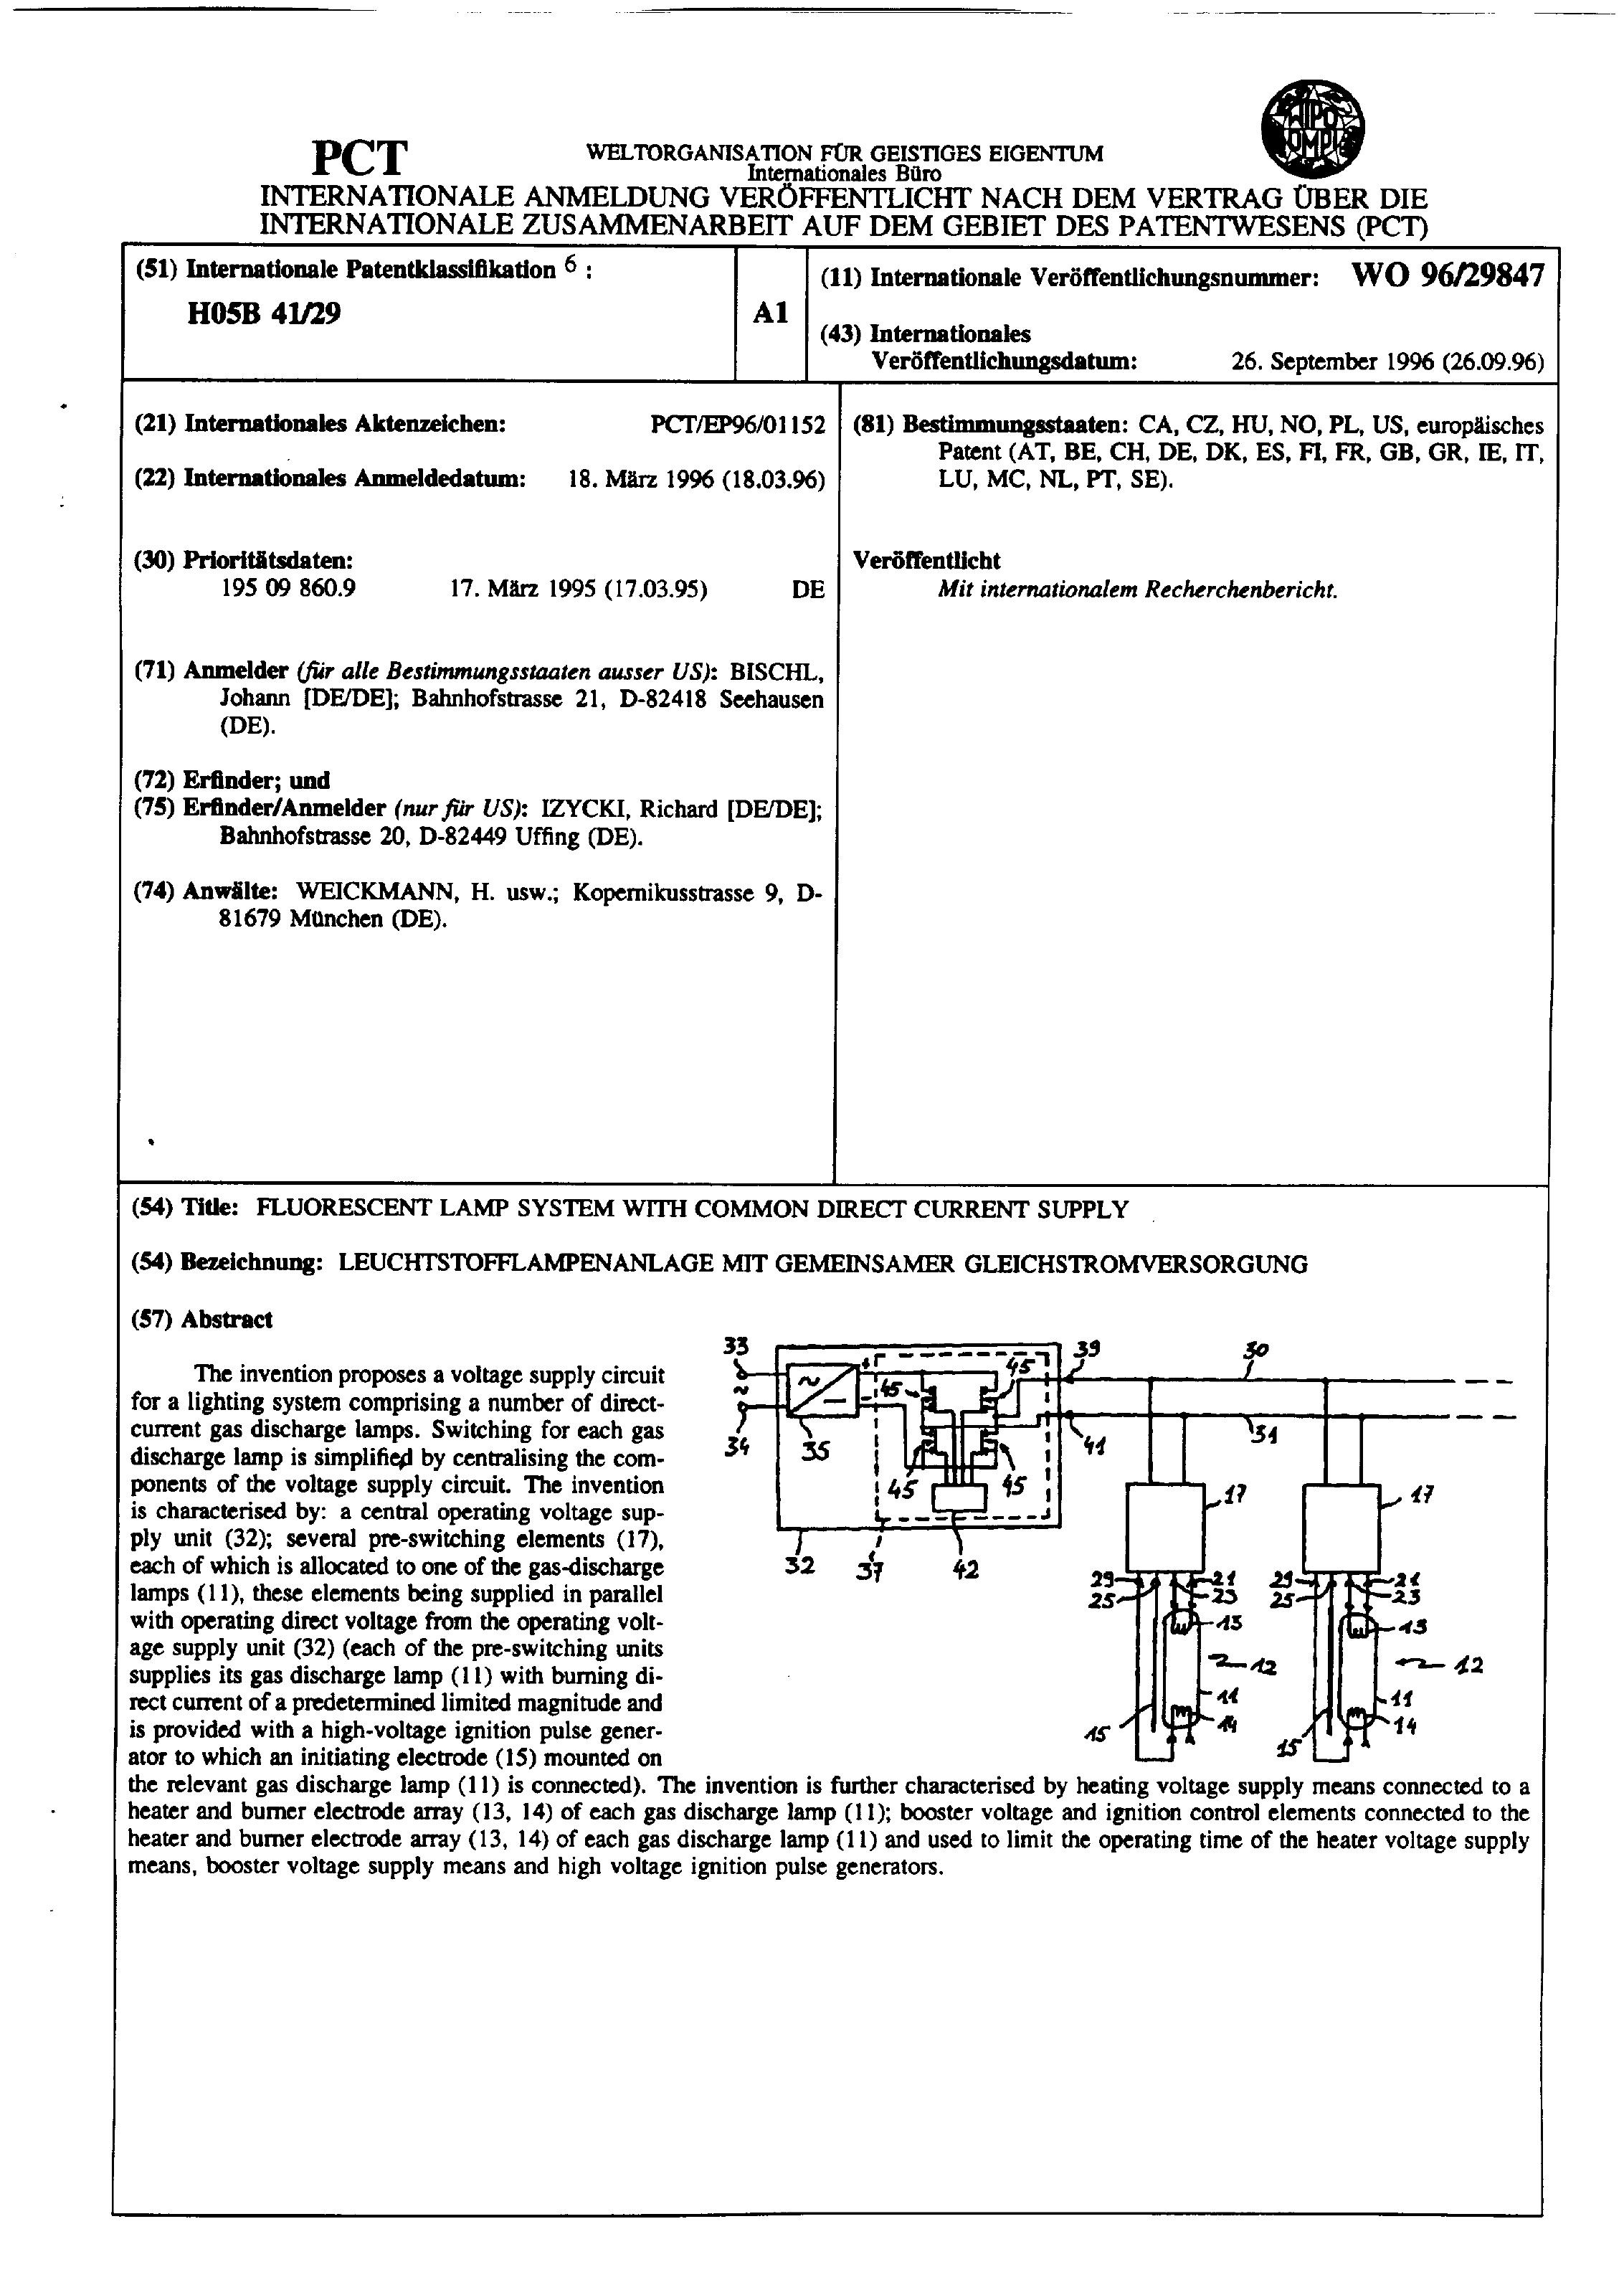 WIPO
OMPI
PCT
WELTORGANISATION FÜR GEISTIGES EIGENTUM
Internationales Büro
INTERNATIONALE ANMELDUNG VERÖFFENTLICHT NACH DEM VERTRAG ÜBER DIE
INTERNATIONALE ZUSAMMENARBEIT AUF DEM GEBIET DES PATENTWESENS (PCT)
(51) Internationale Patentklassifikation 6 :
H05B 41/29
A1
(11) Internationale Veröffentlichungsnummer: WO 96/29847
(43) Internationales
Veröffentlichungsdatum: 26. September 1996 (26.09.96)
(21) Internationales Aktenzeichen: PCT/EP96/01152
(22) Internationales Anmeldedatum: 18. März 1996 (18.03.96)
(30) Prioritätsdaten:
195 09 860.9 17. März 1995 (17.03.95) DE
(71) Anmelder (für alle Bestimmungsstaaten ausser US): BISCHL,
Johann [DE/DE]; Bahnhofstrasse 21, D-82418 Seehausen
(DE).
(72) Erfinder; und
(75) Erfinder/Anmelder (nur für US): IZYCKI, Richard [DE/DE];
Bahnhofstrasse 20, D-82449 Uffing (DE).
(74) Anwälte: WEICKMANN, H. usw.; Kopernikusstrasse 9, D-
81679 München (DE).
(81) Bestimmungsstaaten: CA, CZ, HU, NO, PL, US, europäisches
Patent (AT, BE, CH, DE, DK, ES, FI, FR, GB, GR, IE, IT,
LU, MC, NL, PT, SE).
Veröffentlicht
Mit internationalem Recherchenbericht.
(54) Title: FLUORESCENT LAMP SYSTEM WITH COMMON DIRECT CURRENT SUPPLY
(54) Bezeichnung: LEUCHTSTOFFLAMPENANLAGE MIT GEMEINSAMER GLEICHSTROMVERSORGUNG
(57) Abstract
The invention proposes a voltage supply circuit
for a lighting system comprising a number of direct-
current gas discharge lamps. Switching for each gas
discharge lamp is simplified by centralising the com-
ponents of the voltage supply circuit. The invention
is characterised by: a central operating voltage sup-
ply unit (32); several pre-switching elements (17),
each of which is allocated to one of the gas-discharge
lamps (11), these elements being supplied in parallel
with operating direct voltage from the operating volt-
age supply unit (32) (each of the pre-switching units
supplies its gas discharge lamp (11) with burning di-
rect current of a predetermined limited magnitude and
is provided with a high-voltage ignition pulse gener-
ator to which an initiating electrode (15) mounted on
the relevant gas discharge lamp (11) is connected). The invention is further characterised by heating voltage supply means connected to a
heater and burner electrode array (13, 14) of each gas discharge lamp (11); booster voltage and ignition control elements connected to the
heater and burner electrode array (13, 14) of each gas discharge lamp (11) and used to limit the operating time of the heater voltage supply
means, booster voltage supply means and high voltage ignition pulse generators.
33 39 30
~ + 45
~ − 45
34 35 41 31
45 45
17 17
32 37 42
29 21 29 21
25 23 25 23
13 13
12 12
11 11
15 14 15 14